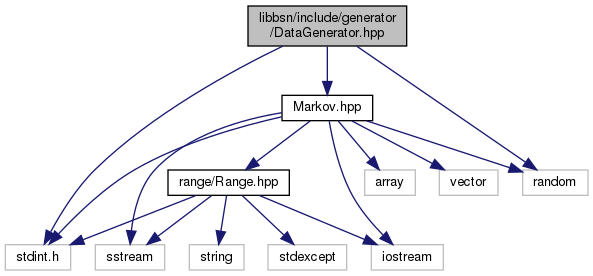 libbsn/include/generator
/DataGenerator.hpp
Markov.hpp
range/Range.hpp
array
vector
random
stdint.h
sstream
string
stdexcept
iostream